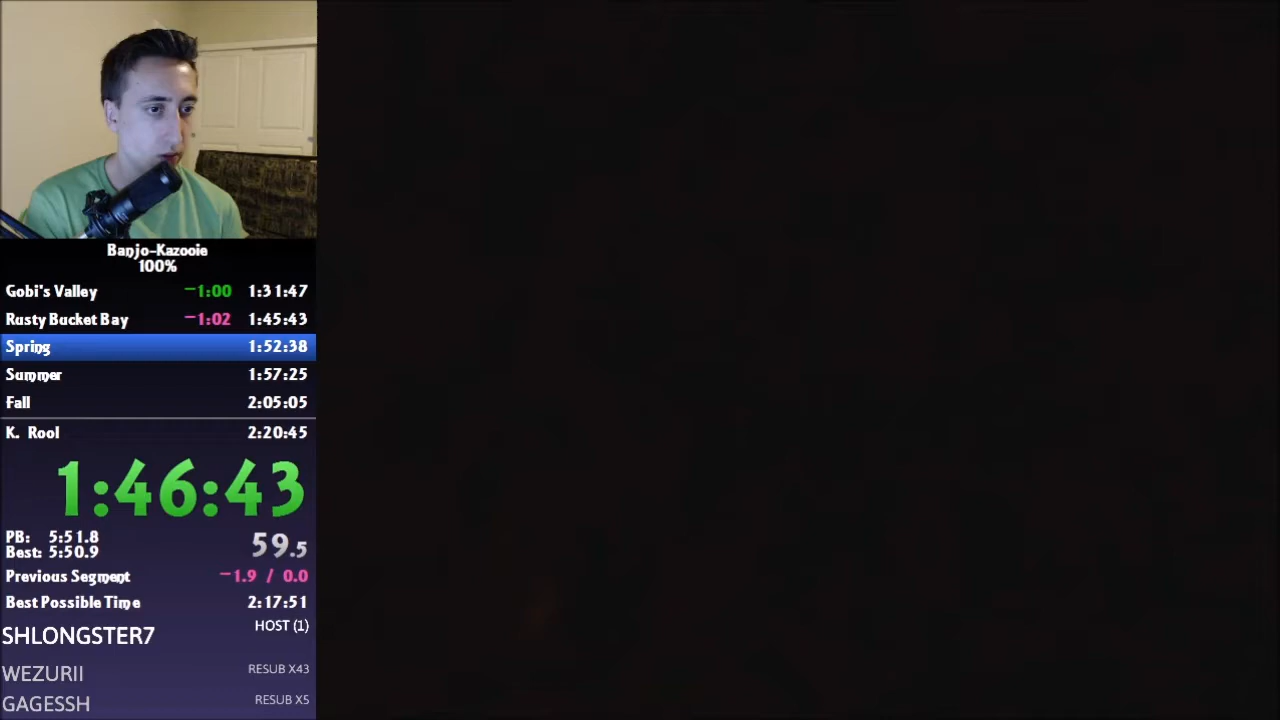 Banjo-Kazooie
100%
Gobi's Valley −1:00 1:31:47
Rusty Bucket Bay −1:02 1:45:43
Spring 1:52:38
Summer 1:57:25
Fall 2:05:05
K. Rool 2:20:45
1:46:43
PB: 5:51.8
Best: 5:50.9
59.5
Previous Segment −1.9 / 0.0
Best Possible Time 2:17:51
SHLONGSTER7 HOST (1)
WEZURII RESUB X43
GAGESSH RESUB X5